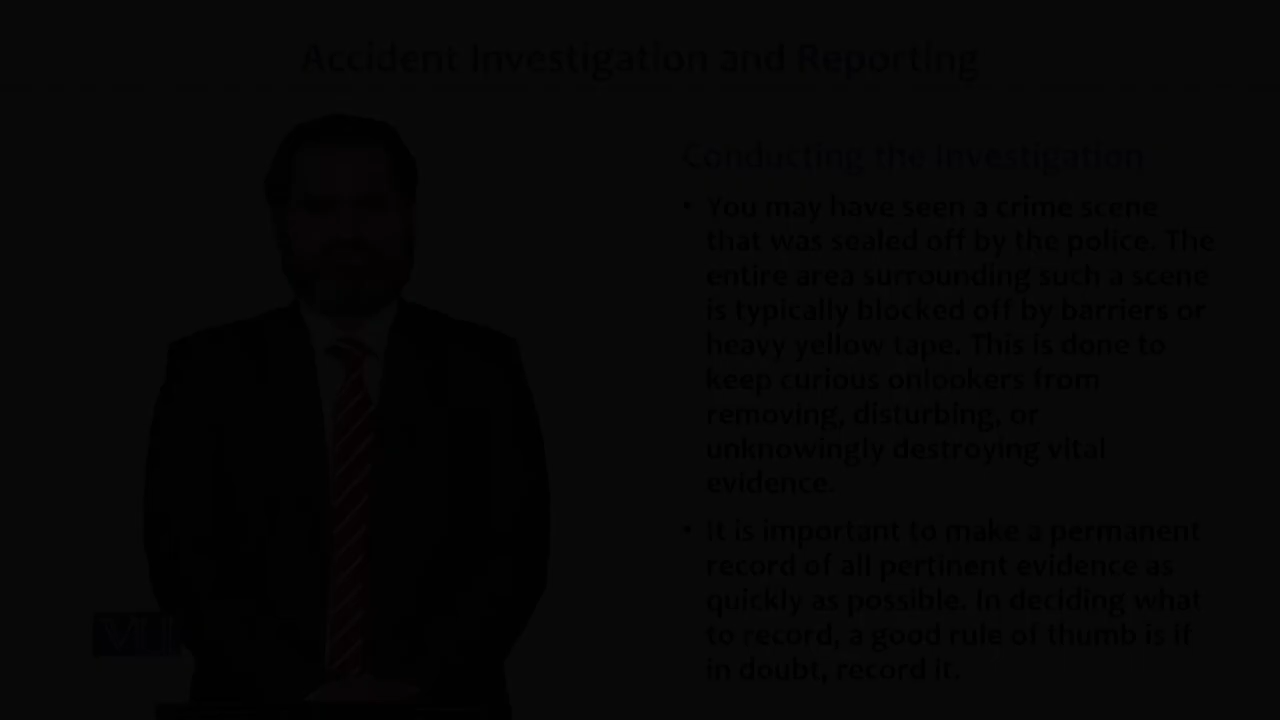 Accident Investigation and Reporting
Conducting the Investigation
• You may have seen a crime scene
that was sealed off by the police. The
entire area surrounding such a scene
is typically blocked off by barriers or
heavy yellow tape. This is done to
keep curious onlookers from
removing, disturbing, or
unknowingly destroying vital
evidence.
• It is important to make a permanent
record of all pertinent evidence as
quickly as possible. In deciding what
to record, a good rule of thumb is if
in doubt, record it.
VU